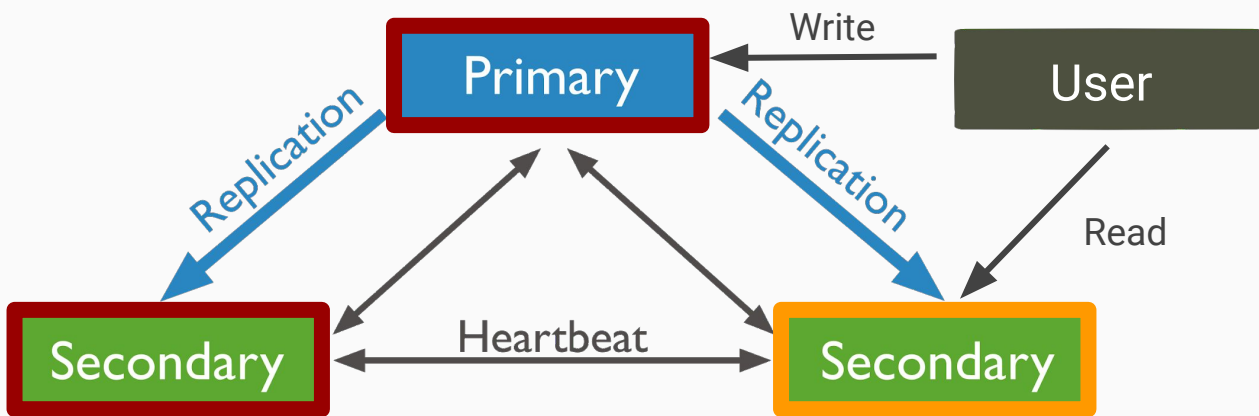 Write
Primary
User
Replication
Replication
Read
Heartbeat
Secondary
Secondary